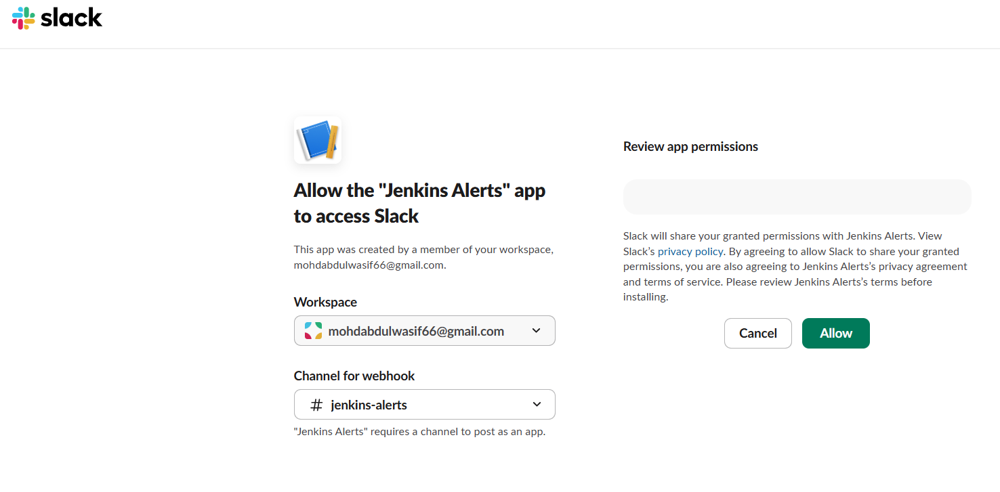 slack
Allow the "Jenkins Alerts" app
to access Slack
This app was created by a member of your workspace,
mohdabdulwasif66@gmail.com.
Workspace
mohdabdulwasif66@gmail.com
Channel for webhook
# jenkins-alerts
"Jenkins Alerts" requires a channel to post as an app.
Review app permissions
Slack will share your granted permissions with Jenkins Alerts. View
Slack’s privacy policy. By agreeing to allow Slack to share your granted
permissions, you are also agreeing to Jenkins Alerts’s privacy agreement
and terms of service. Please review Jenkins Alerts’s terms before
installing.
Cancel Allow